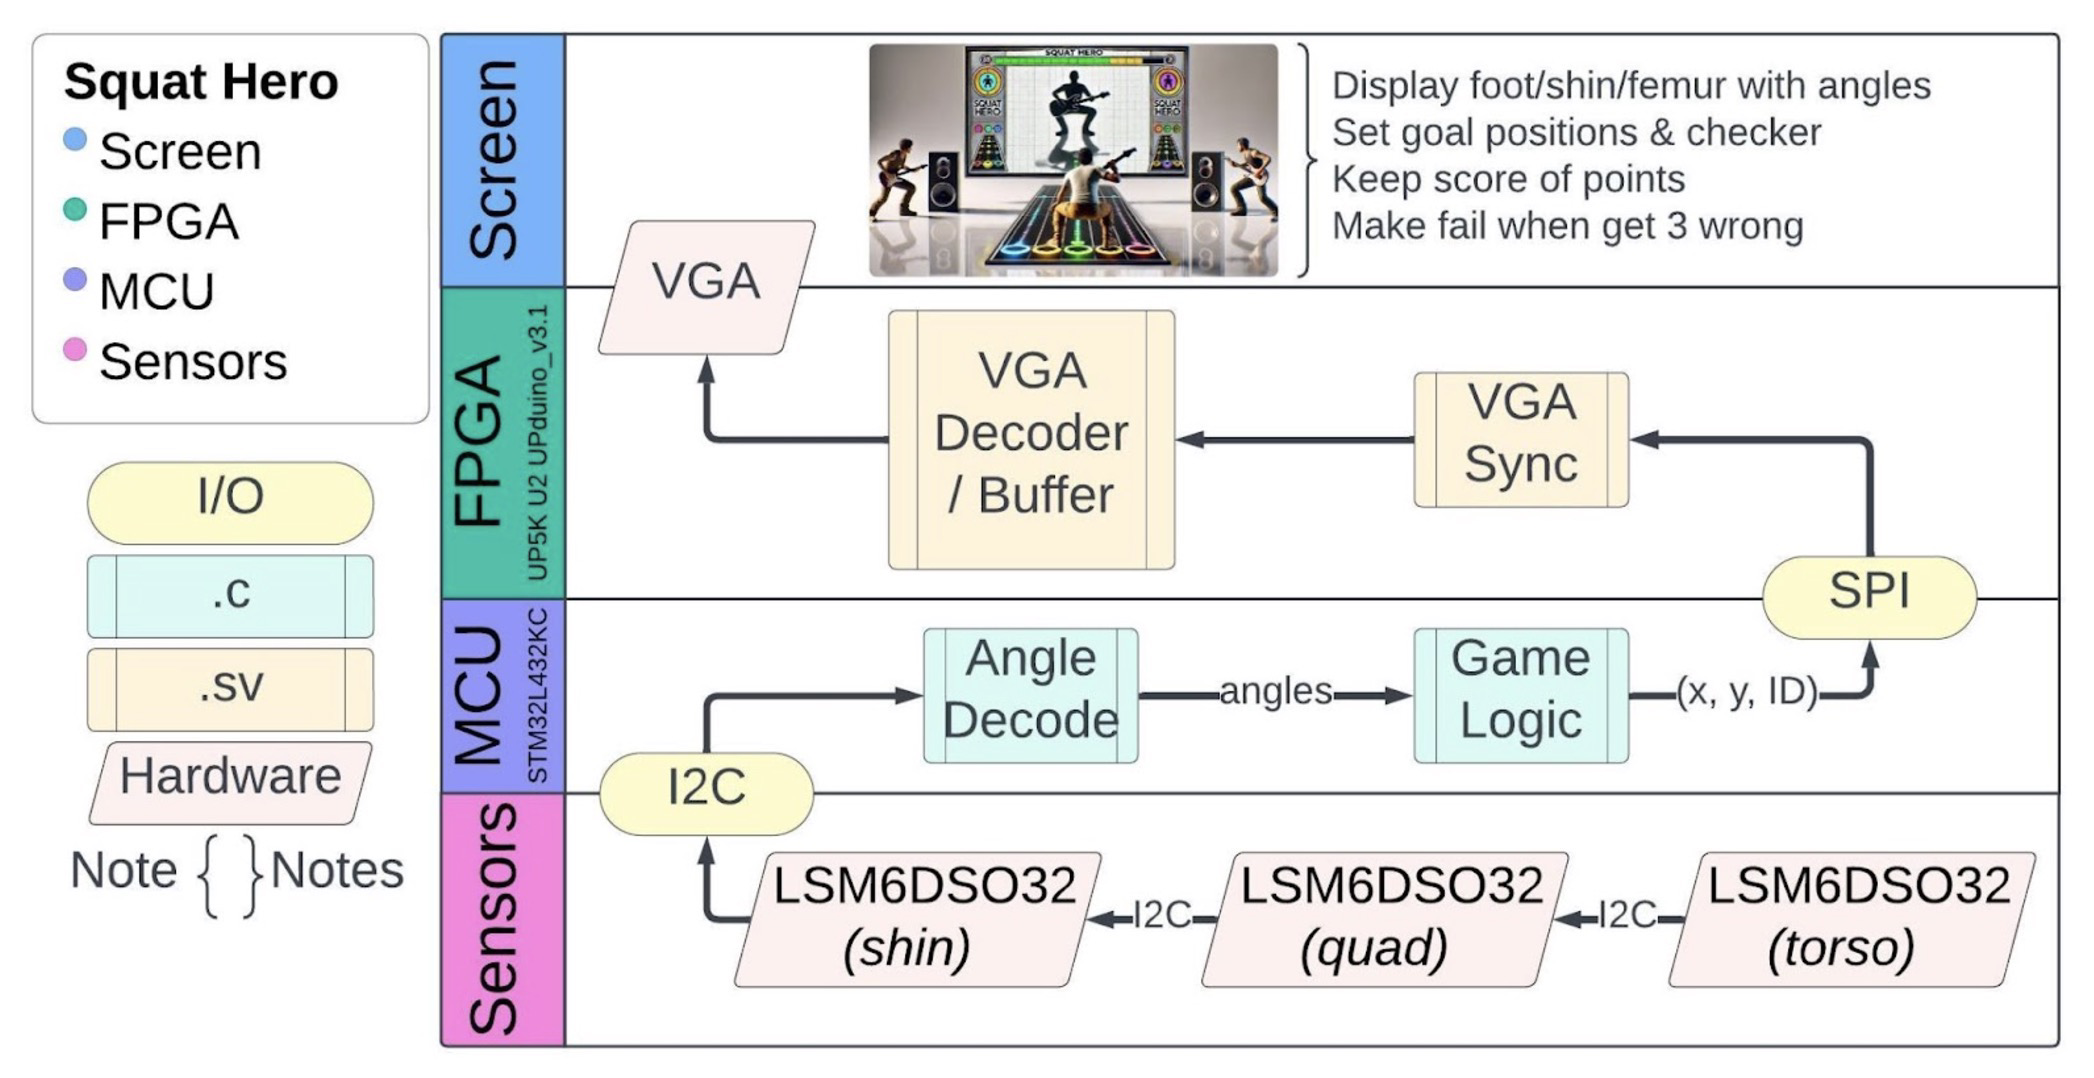 Squat Hero
Screen
FPGA
MCU
Sensors
I/O
.c
.sv
Hardware
Note { } Notes
Screen
SQUAT HERO
SQUAT
HERO
SQUAT
HERO
Display foot/shin/femur with angles
Set goal positions & checker
Keep score of points
Make fail when get 3 wrong
VGA
FPGA
UP5K U2 UPduino_v3.1
VGA
Decoder
/ Buffer
VGA
Sync
SPI
MCU
STM32L432KC
Angle
Decode
angles
Game
Logic
(x, y, ID)
I2C
Sensors
LSM6DSO32
(shin)
I2C
LSM6DSO32
(quad)
I2C
LSM6DSO32
(torso)